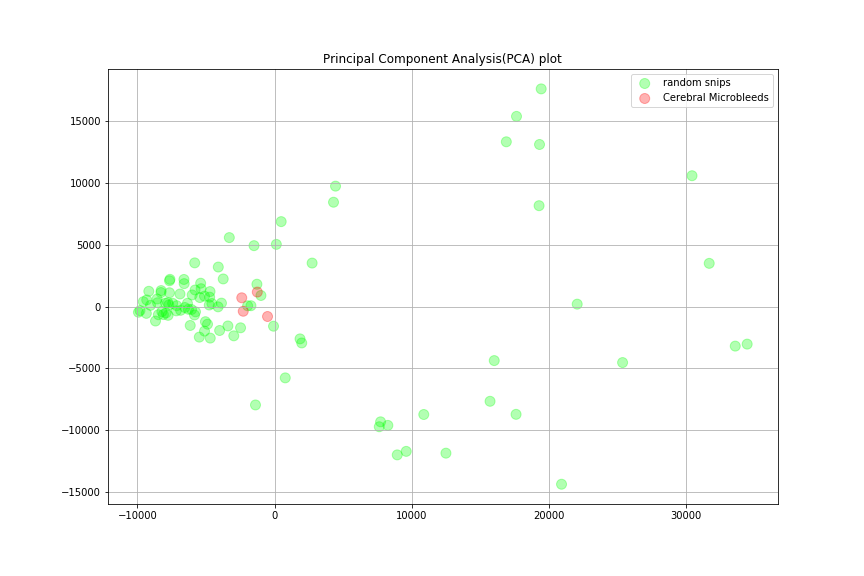 Principal Component Analysis(PCA) plot
random snips
Cerebral Microbleeds
15000
10000
5000
0
−5000
−10000
−15000
−10000 0 10000 20000 30000